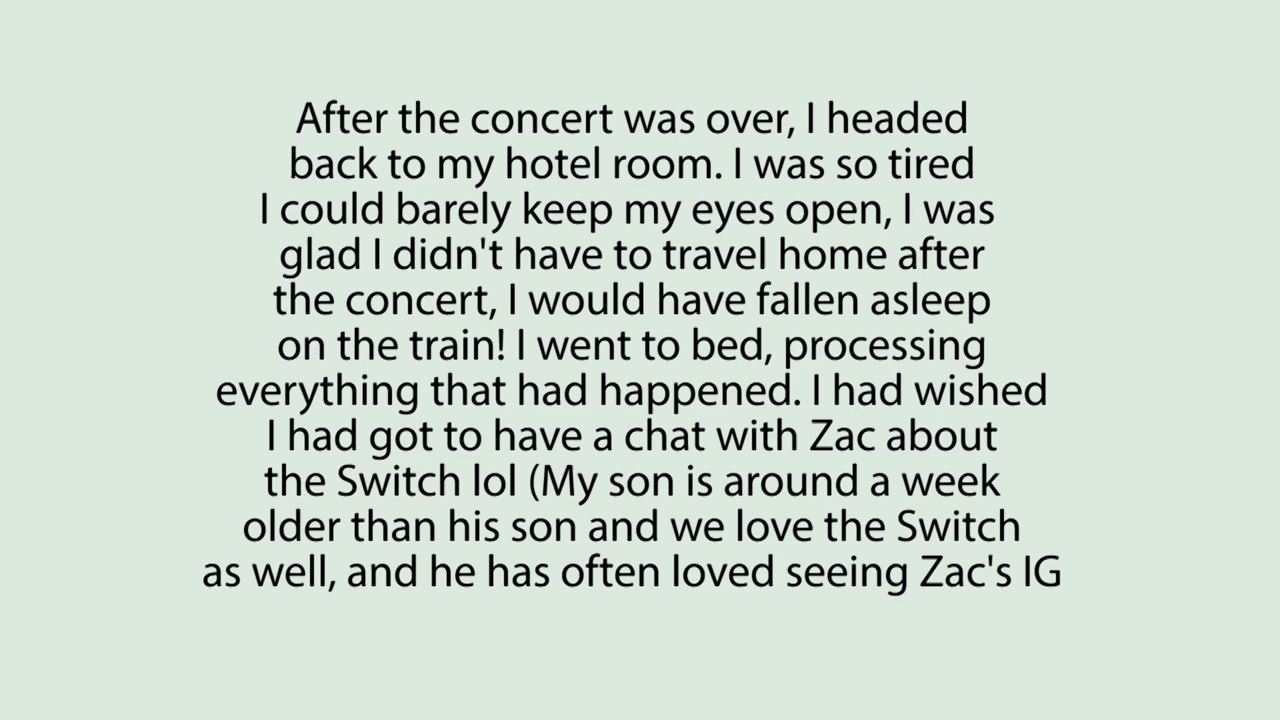 After the concert was over, I headed
back to my hotel room. I was so tired
I could barely keep my eyes open, I was
glad I didn't have to travel home after
the concert, I would have fallen asleep
on the train! I went to bed, processing
everything that had happened. I had wished
I had got to have a chat with Zac about
the Switch lol (My son is around a week
older than his son and we love the Switch
as well, and he has often loved seeing Zac's IG